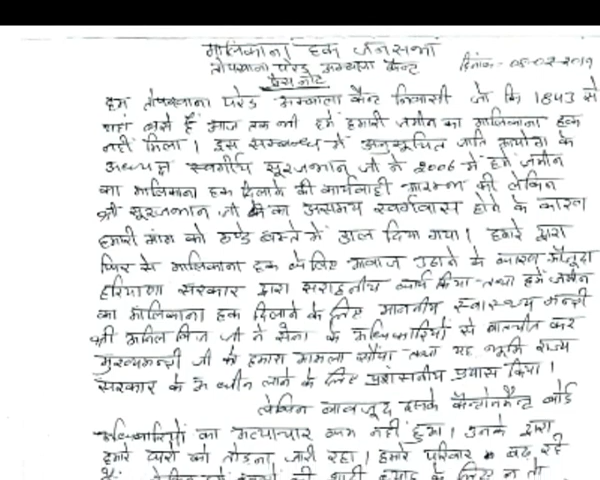 मालिकाना हक जनसभा
तोपखाना परेड अम्बाला कैन्ट दिनांक - 05-02-2019
प्रैस नोट
हम तोपखाना परेड अम्बाला कैन्ट निवासी जो कि 1843 से
यहां बसे हैं आज तक भी हमें हमारी जमीन का मालिकाना हक
नहीं मिला। इस सम्बन्ध में अनुसूचित जाति आयोग के
अध्यक्ष स्वर्गीय सूरजभान जी ने 2006 में हमें जमीन
का मालिकाना हक दिलाने की कार्यवाही आरम्भ की लेकिन
श्री सूरजभान जी का असमय स्वर्गवास होने के कारण
हमारी मांग को ठण्डे बस्ते में डाल दिया गया। हमारे द्वारा
फिर से मालिकाना हक के लिए आवाज उठाने के कारण मौजूदा
हरियाणा सरकार द्वारा सराहनीय कार्य किया तथा हमें जमीन
का मालिकाना हक दिलाने के लिए माननीय स्वास्थ्य मन्त्री
श्री अनिल विज जी ने सेना के अधिकारियों से बातचीत कर
मुख्यमन्त्री जी को हमारा मामला सौंपा तथा यह भूमि राज्य
सरकार के अधीन लाने के लिए प्रशंसनीय प्रयास किया।
लेकिन बावजूद इसके कैन्टोनमैन्ट बोर्ड
अधिकारियों का अत्याचार कम नहीं हुआ। उनके द्वारा
हमारे घरों को तोड़ना जारी रहा। हमारे परिवार बढ़ रहे
हैं लेकिन हमें बच्चों की शादी के लिए न तो